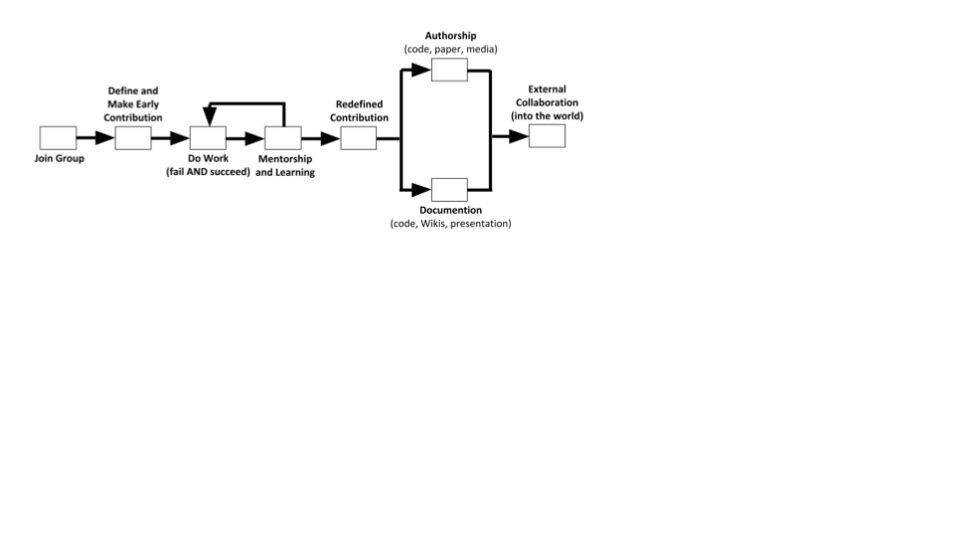 Authorship
(code, paper, media)
Define and
Make Early
Contribution
Redefined
Contribution
External
Collaboration
(into the world)
Join Group
Do Work
(fail AND succeed)
Mentorship
and Learning
Documention
(code, Wikis, presentation)